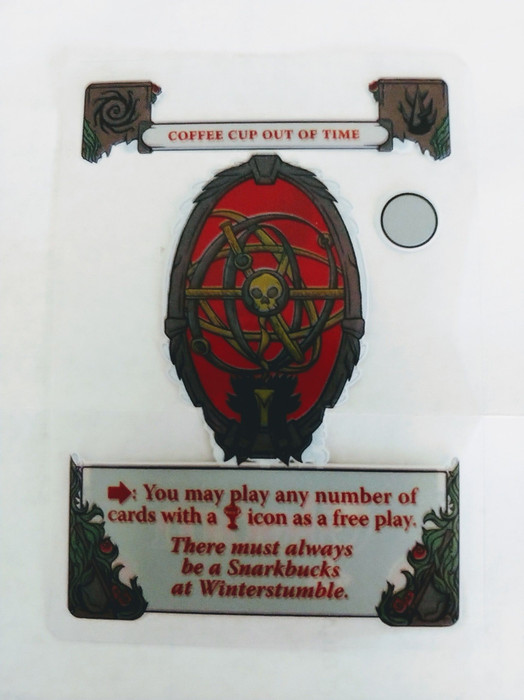 COFFEE CUP OUT OF TIME
: You may play any number of
cards with a icon as a free play.
There must always
be a Snarkbucks
at Winterstumble.